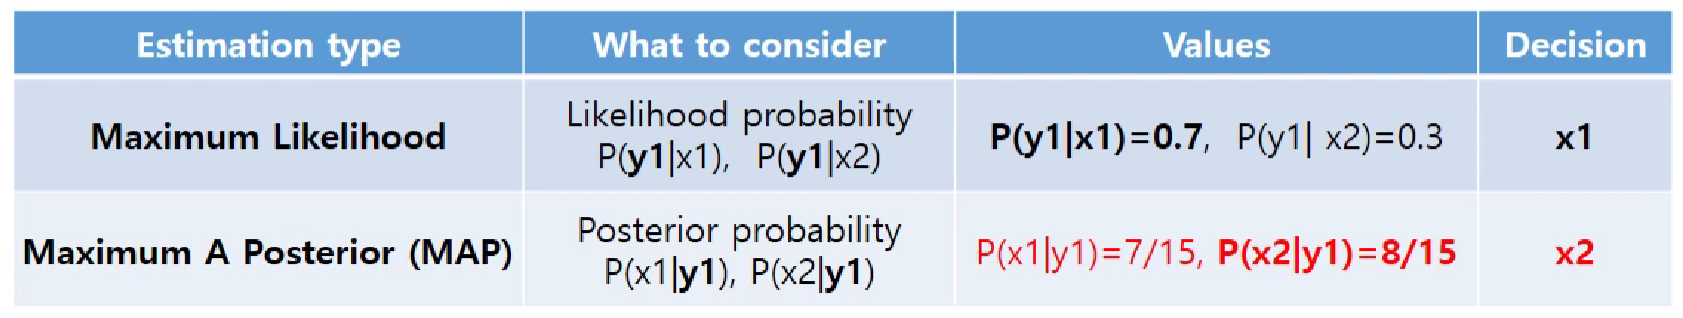 Estimation type
What to consider
Values
Decision
Maximum Likelihood
Likelihood probability
P(y1|x1), P(y1|x2)
P(y1|x1)=0.7, P(y1| x2)=0.3
x1
Maximum A Posterior (MAP)
Posterior probability
P(x1|y1), P(x2|y1)
P(x1|y1)=7/15, P(x2|y1)=8/15
x2